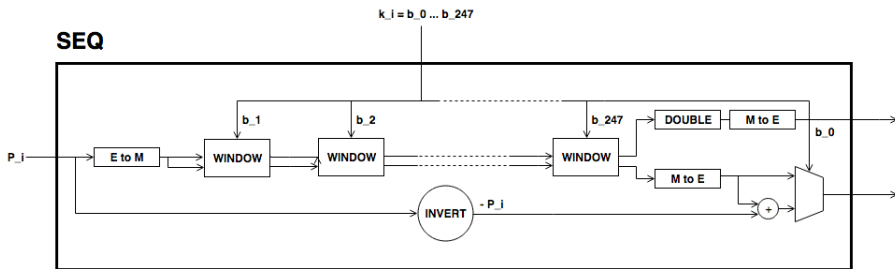 k_i = b_0 ... b_247
SEQ
b_1
b_2
b_247
DOUBLE
M to E
b_0
P_i
E to M
WINDOW
WINDOW
WINDOW
M to E
INVERT
- P_i
+